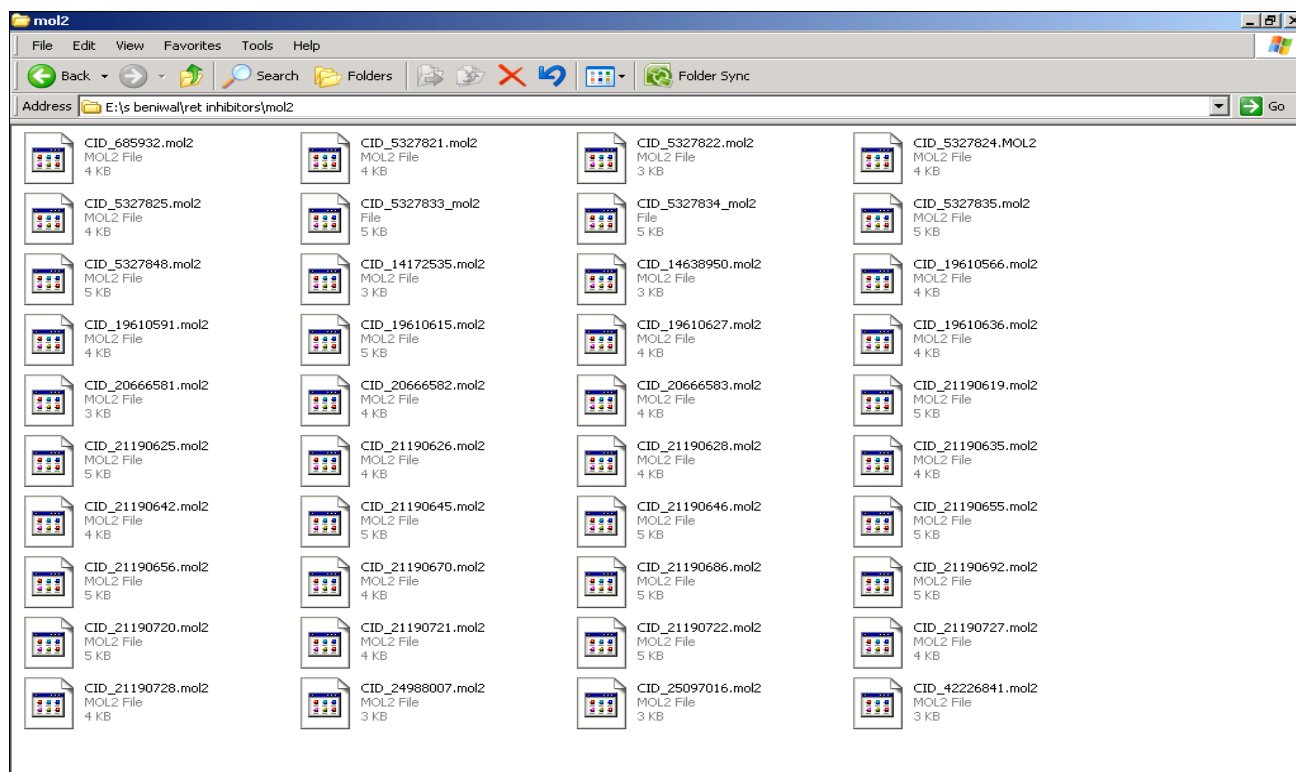 mol2
File Edit View Favorites Tools Help
Back Search Folders Folder Sync
Address E:\s beniwal\ret inhibitors\mol2 Go
CID_685932.mol2
MOL2 File
4 KB
CID_5327821.mol2
MOL2 File
4 KB
CID_5327822.mol2
MOL2 File
3 KB
CID_5327824.MOL2
MOL2 File
4 KB
CID_5327825.mol2
MOL2 File
4 KB
CID_5327833_mol2
File
5 KB
CID_5327834_mol2
File
5 KB
CID_5327835.mol2
MOL2 File
5 KB
CID_5327848.mol2
MOL2 File
5 KB
CID_14172535.mol2
MOL2 File
3 KB
CID_14638950.mol2
MOL2 File
3 KB
CID_19610566.mol2
MOL2 File
4 KB
CID_19610591.mol2
MOL2 File
4 KB
CID_19610615.mol2
MOL2 File
5 KB
CID_19610627.mol2
MOL2 File
4 KB
CID_19610636.mol2
MOL2 File
4 KB
CID_20666581.mol2
MOL2 File
3 KB
CID_20666582.mol2
MOL2 File
4 KB
CID_20666583.mol2
MOL2 File
4 KB
CID_21190619.mol2
MOL2 File
5 KB
CID_21190625.mol2
MOL2 File
5 KB
CID_21190626.mol2
MOL2 File
4 KB
CID_21190628.mol2
MOL2 File
4 KB
CID_21190635.mol2
MOL2 File
4 KB
CID_21190642.mol2
MOL2 File
4 KB
CID_21190645.mol2
MOL2 File
5 KB
CID_21190646.mol2
MOL2 File
5 KB
CID_21190655.mol2
MOL2 File
5 KB
CID_21190656.mol2
MOL2 File
5 KB
CID_21190670.mol2
MOL2 File
4 KB
CID_21190686.mol2
MOL2 File
5 KB
CID_21190692.mol2
MOL2 File
5 KB
CID_21190720.mol2
MOL2 File
5 KB
CID_21190721.mol2
MOL2 File
4 KB
CID_21190722.mol2
MOL2 File
5 KB
CID_21190727.mol2
MOL2 File
4 KB
CID_21190728.mol2
MOL2 File
4 KB
CID_24988007.mol2
MOL2 File
3 KB
CID_25097016.mol2
MOL2 File
3 KB
CID_42226841.mol2
MOL2 File
3 KB